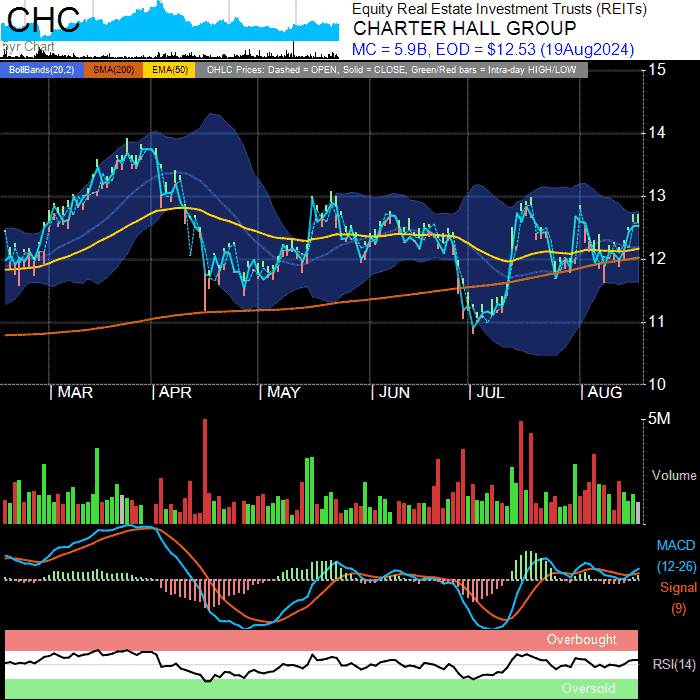 CHC
5yr Chart
Equity Real Estate Investment Trusts (REITs)
CHARTER HALL GROUP
MC = 5.9B, EOD = $12.53 (19Aug2024)
BollBands(20,2) SMA(200) EMA(50) OHLC Prices: Dashed = OPEN, Solid = CLOSE, Green/Red bars = Intra-day HIGH/LOW
15
14
13
12
11
10
MAR APR MAY JUN JUL AUG
5M
Volume
MACD
(12-26)
Signal
(9)
Overbought
RSI(14)
Oversold